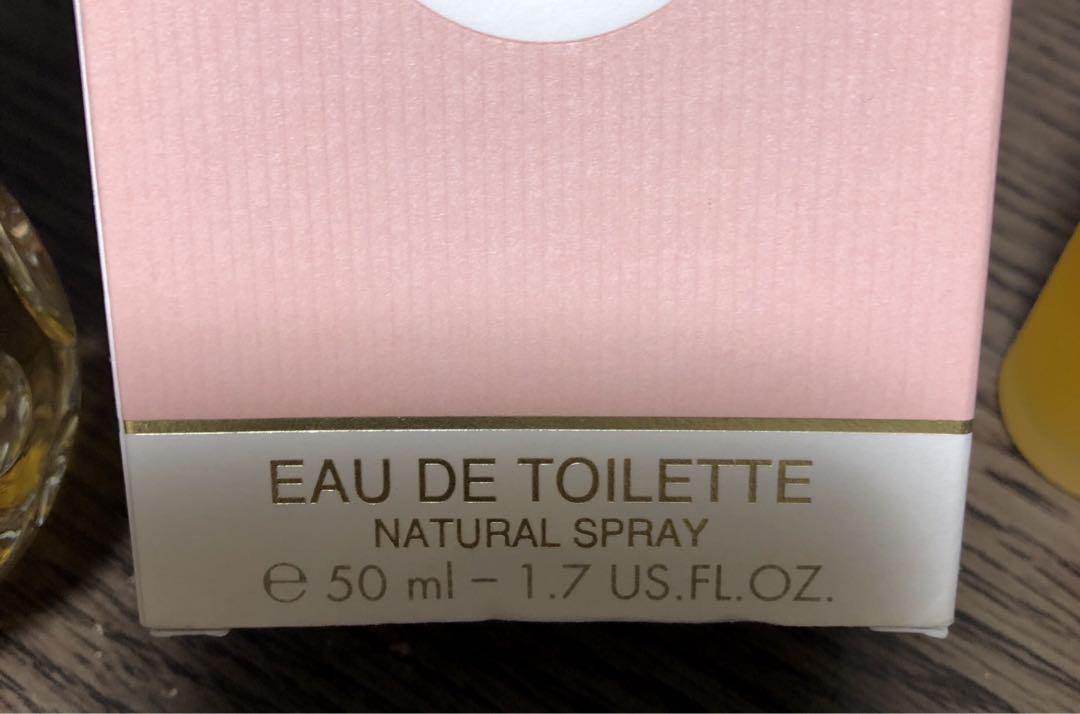 EAU DE TOILETTE
NATURAL SPRAY
℮ 50 ml – 1.7 US.FL.OZ.